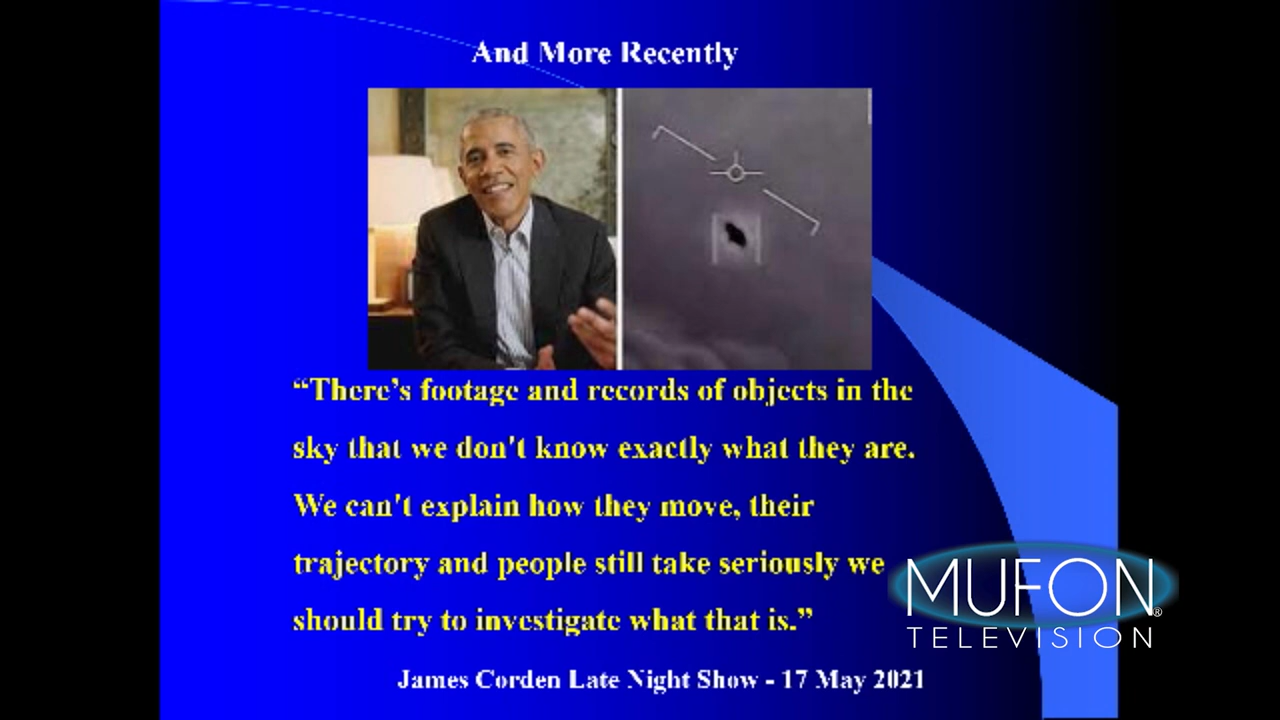 And More Recently
“There’s footage and records of objects in the
sky that we don't know exactly what they are.
We can't explain how they move, their
trajectory and people still take seriously we
should try to investigate what that is.”
MUFON®
TELEVISION
James Corden Late Night Show - 17 May 2021